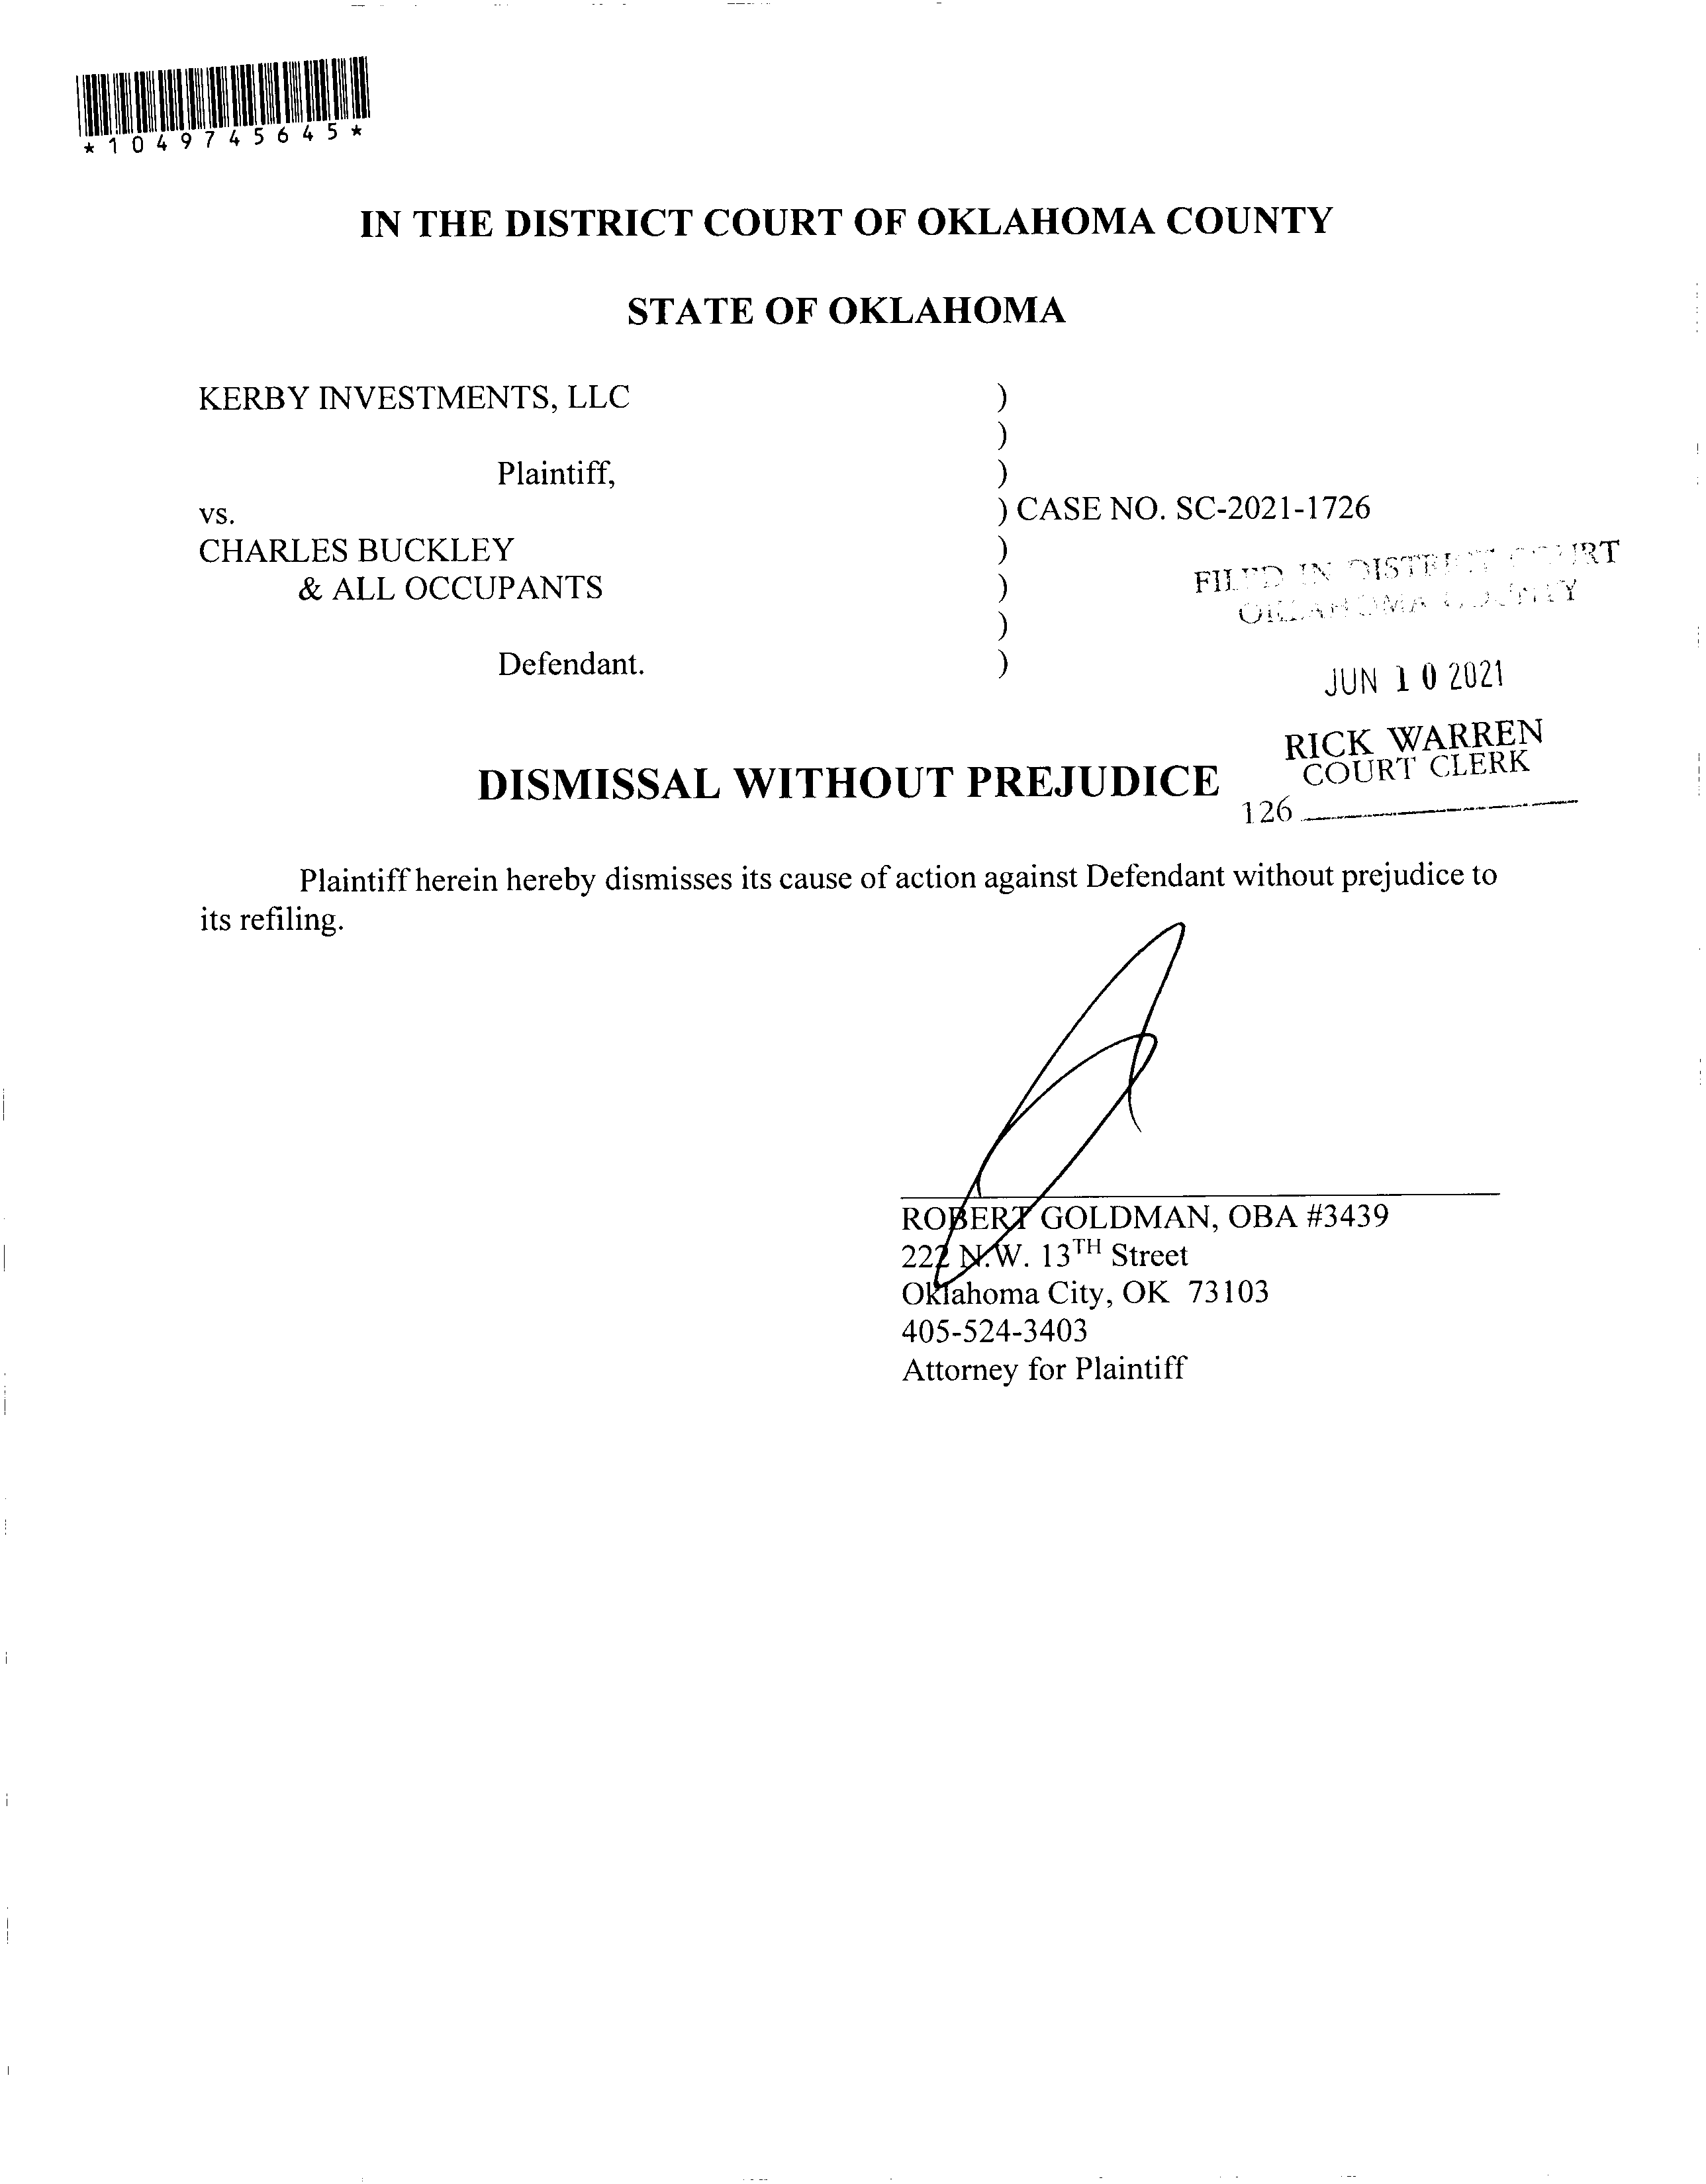 *1049745645*
IN THE DISTRICT COURT OF OKLAHOMA COUNTY
STATE OF OKLAHOMA
KERBY INVESTMENTS, LLC )
)
Plaintiff, )
vs. ) CASE NO. SC-2021-1726
CHARLES BUCKLEY )
& ALL OCCUPANTS )
)
Defendant. )
FILED IN DISTRICT COURT
OKLAHOMA COUNTY
JUN 10 2021
RICK WARREN
COURT CLERK
126
DISMISSAL WITHOUT PREJUDICE
Plaintiff herein hereby dismisses its cause of action against Defendant without prejudice to
its refiling.
ROBERT GOLDMAN, OBA #3439
222 N.W. 13TH Street
Oklahoma City, OK 73103
405-524-3403
Attorney for Plaintiff